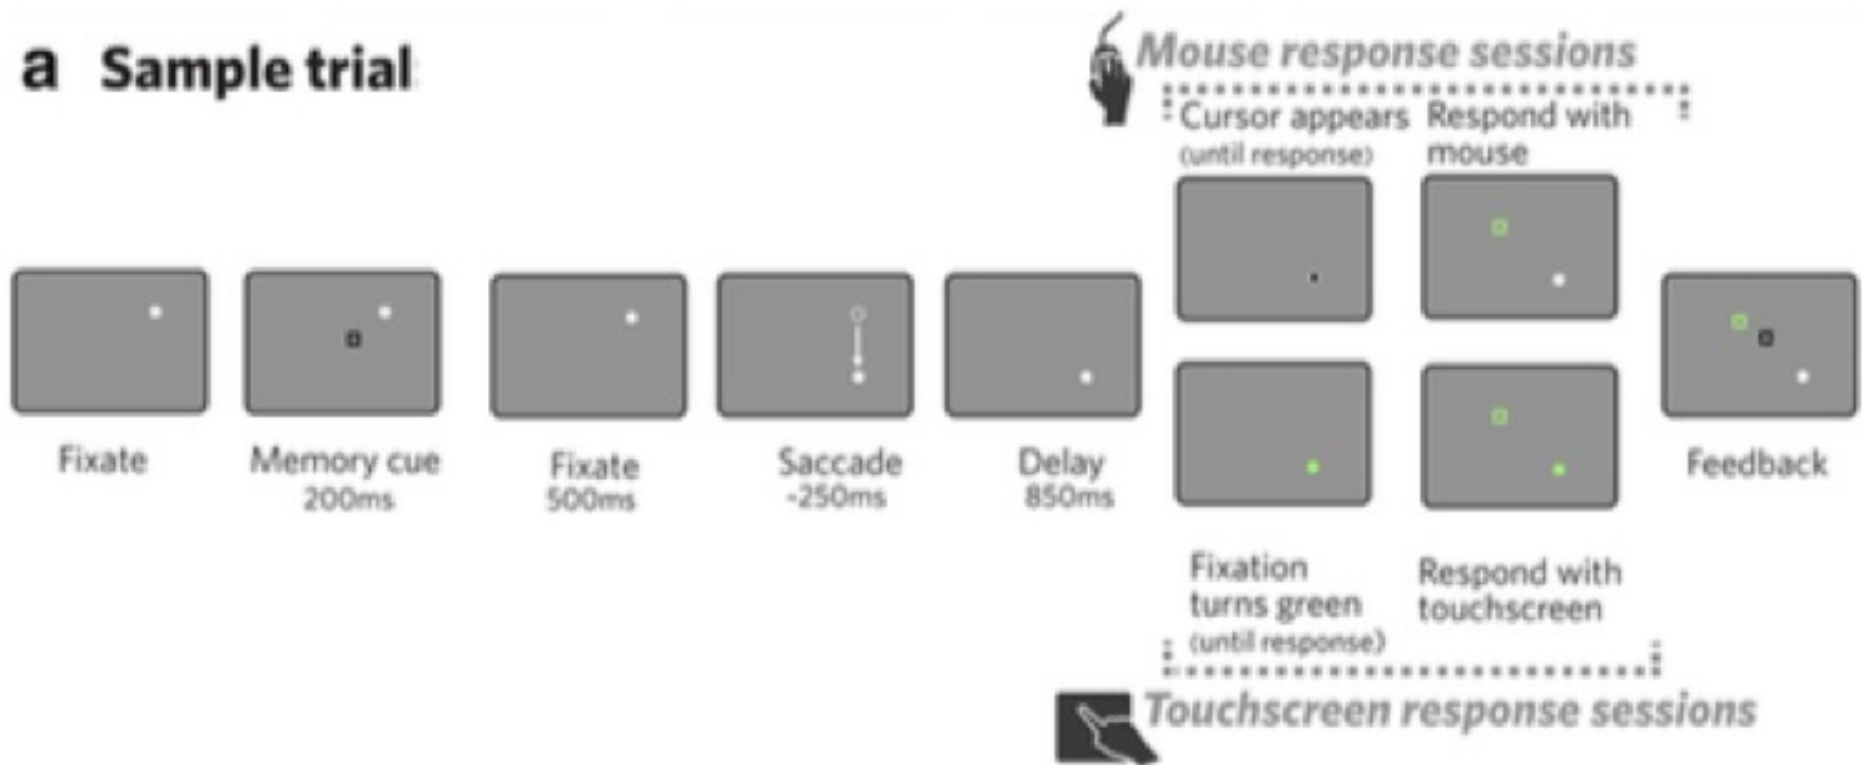 a Sample trial
Mouse response sessions
Cursor appears
(until response)
Respond with
mouse
Fixate
Memory cue
200ms
Fixate
500ms
Saccade
~250ms
Delay
850ms
Feedback
Fixation
turns green
(until response)
Respond with
touchscreen
Touchscreen response sessions